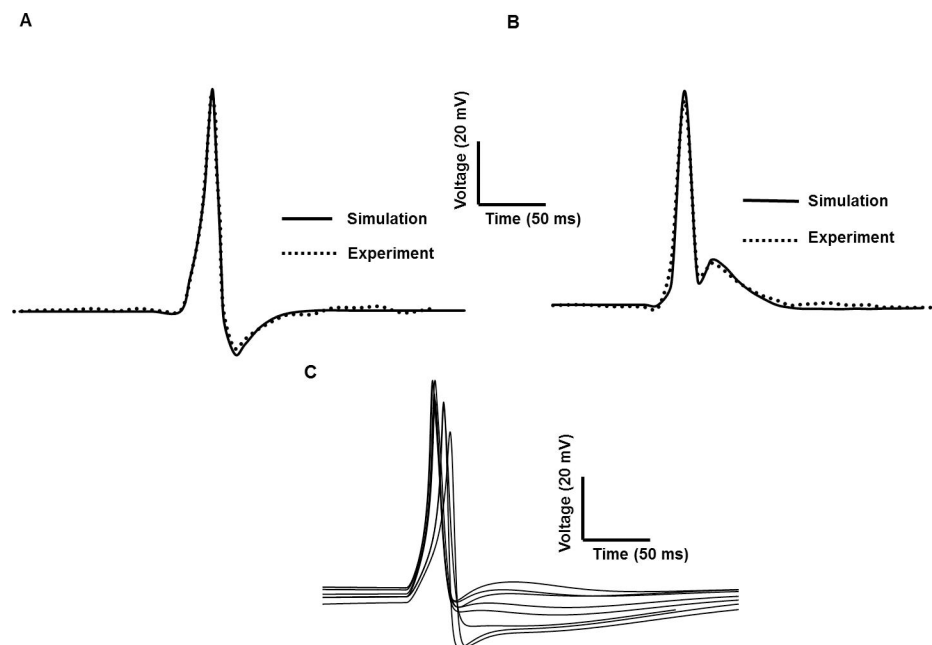 A
B
Voltage (20 mV)
Time (50 ms)
Simulation
Experiment
Simulation
Experiment
C
Voltage (20 mV)
Time (50 ms)